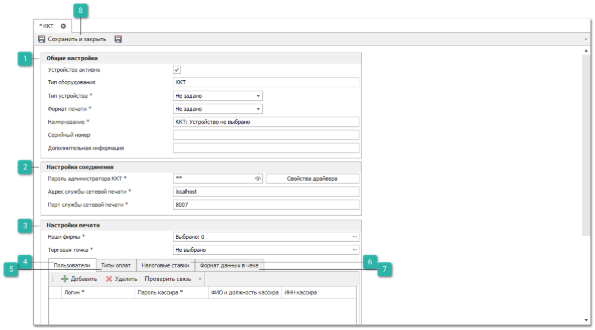 8
*ККТ
Сохранить и закрыть
1
Общие настройки
Устройство активно
Тип оборудования
ККТ
Тип устройства *
Не задано
Формат печати *
Не задано
Наименование *
ККТ: Устройство не выбрано
Серийный номер
Дополнительная информация
2
Настройки соединения
Пароль администратора ККТ *
**
Свойства драйвера
Адрес службы сетевой печати *
localhost
Порт службы сетевой печати *
8007
3
Настройки печати
Наши фирмы *
Выбрано: 0
...
Торговая точка *
Не выбрано
...
4
Пользователи
Типы оплат
Налоговые ставки
Формат данных в чеке
6
5
7
Добавить
Удалить
Проверить связь
Логин *
Пароль кассира *
ФИО и должность кассира
ИНН кассира